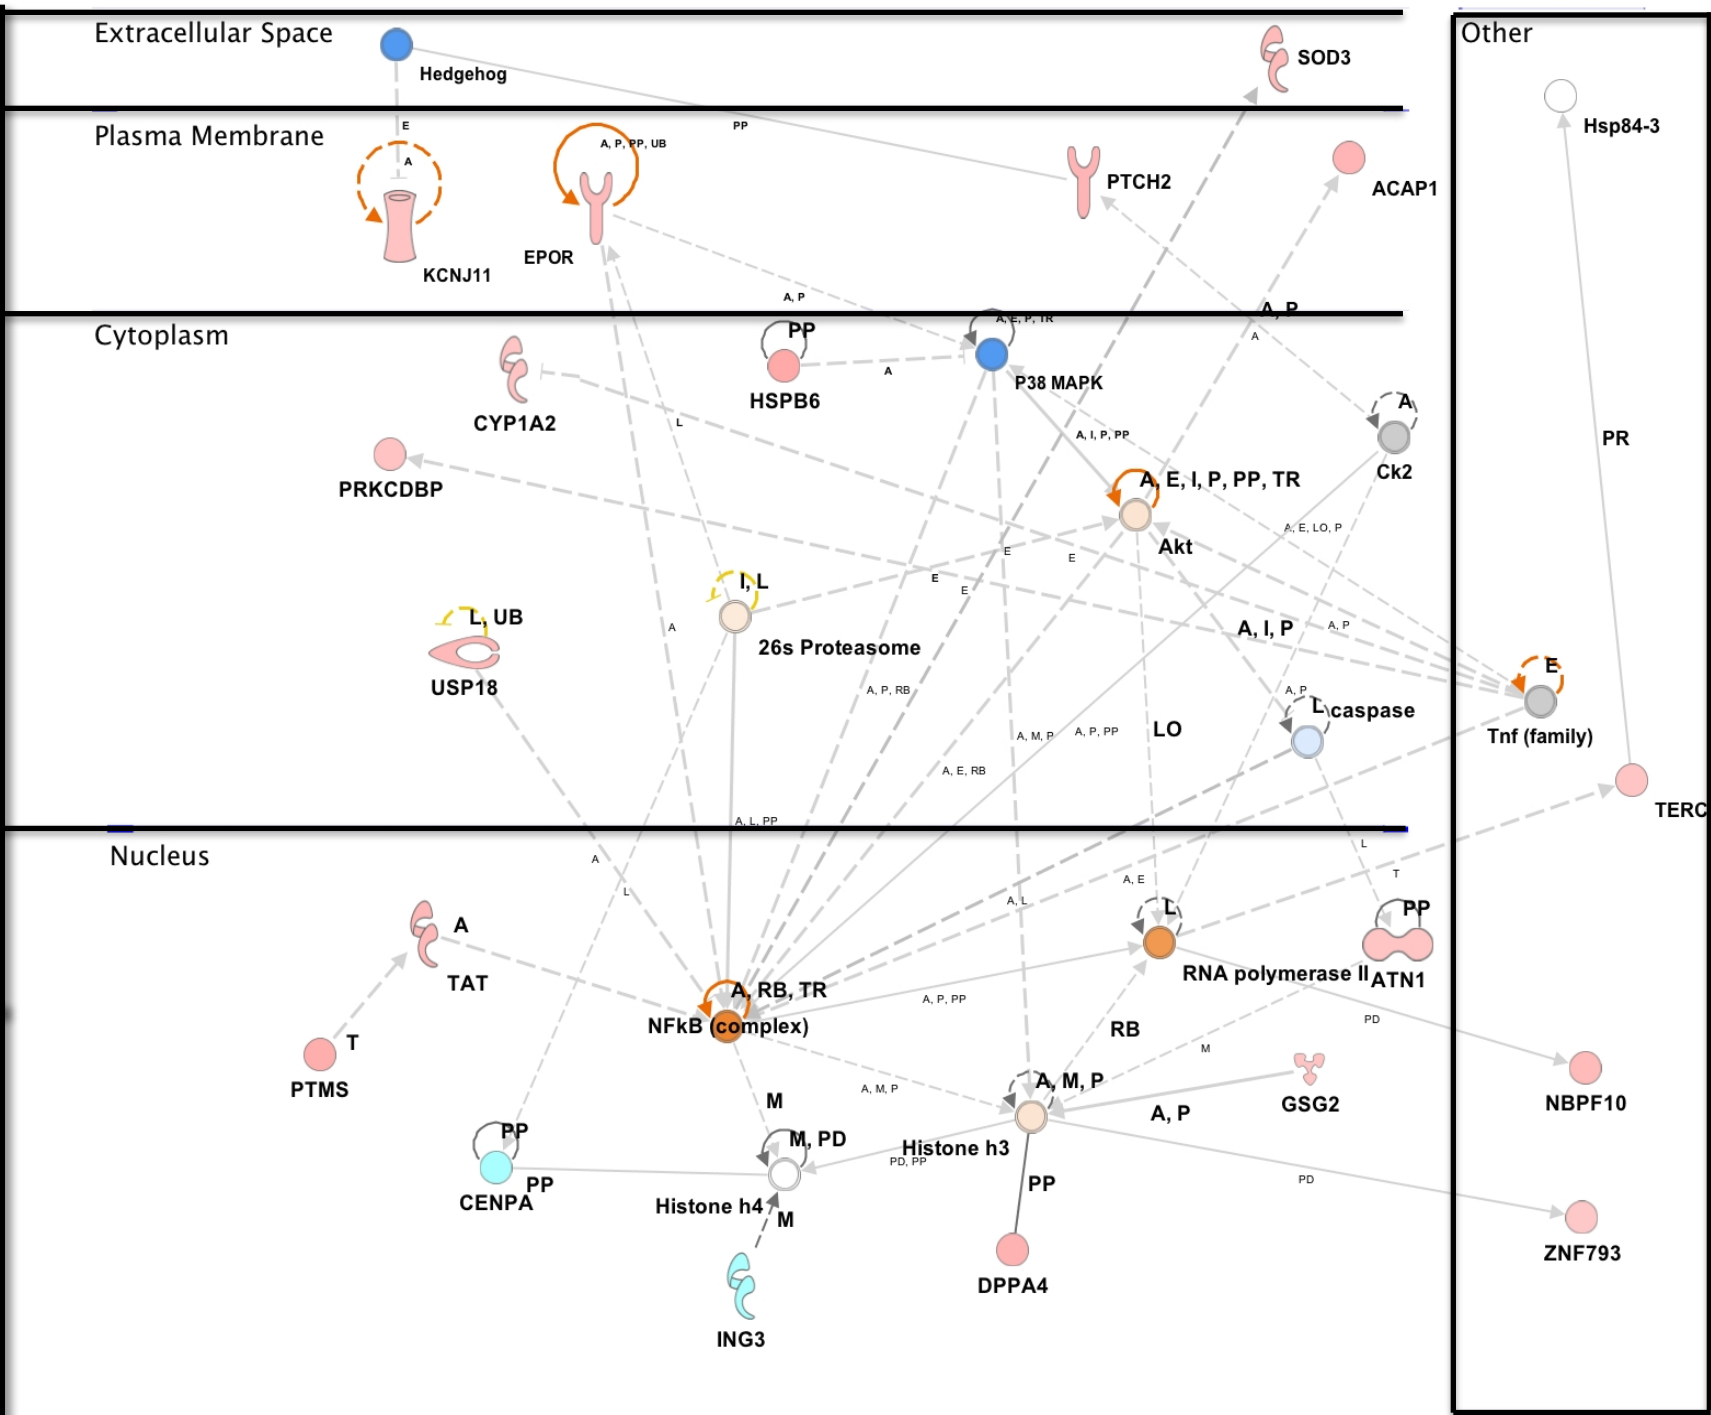 Extracellular Space
Other
Hedgehog
SOD3
Hsp84-3
E
PP
Plasma Membrane
A
A, P, PP, UB
PTCH2
ACAP1
EPOR
KCNJ11
A, P
A, P
Cytoplasm
PP
A, E, P, TR
A
A
P38 MAPK
HSPB6
CYP1A2
L
A
A, I, P, PP
PR
Ck2
PRKCDBP
A, E, I, P, PP, TR
A, E, LO, P
Akt
E
E
E
E
I, L
L, UB
A
A, I, P
A, P
26s Proteasome
USP18
E
A, P, RB
A, P
L
caspase
LO
A, M, P
A, P, PP
Tnf (family)
A, E, RB
TERC
A, L, PP
Nucleus
A
L
L
T
A, E
A, L
L
PP
A
TAT
RNA polymerase II
ATN1
A, RB, TR
A, P, PP
NFkB (complex)
RB
PD
T
M
PTMS
A, M, P
A, M, P
M
A, P
GSG2
NBPF10
PP
M, PD
Histone h3
PD, PP
PP
CENPA
PP
PD
Histone h4
M
ZNF793
DPPA4
ING3